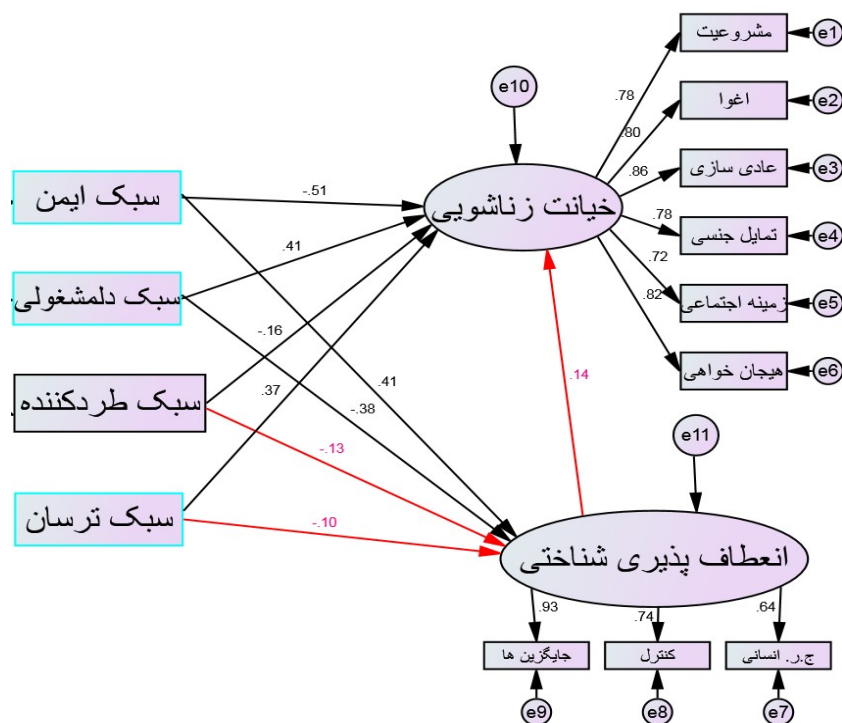 مشروعیت
e1
e10
.78
اغوا
e2
.80
عادی سازی
e3
.86
سبک ایمن
-.51
خیانت زناشویی
.78
تمایل جنسی
e4
.41
.72
سبک دلمشغولی
زمینه اجتماعی
e5
.82
-.16
هیجان خواهی
e6
.14
.37
.41
سبک طردکننده
-.38
e11
-.13
سبک ترسان
-.10
انعطاف پذیری شناختی
.93
.74
.64
جایگزین ها
کنترل
ج.ر. انسانی
e9
e8
e7